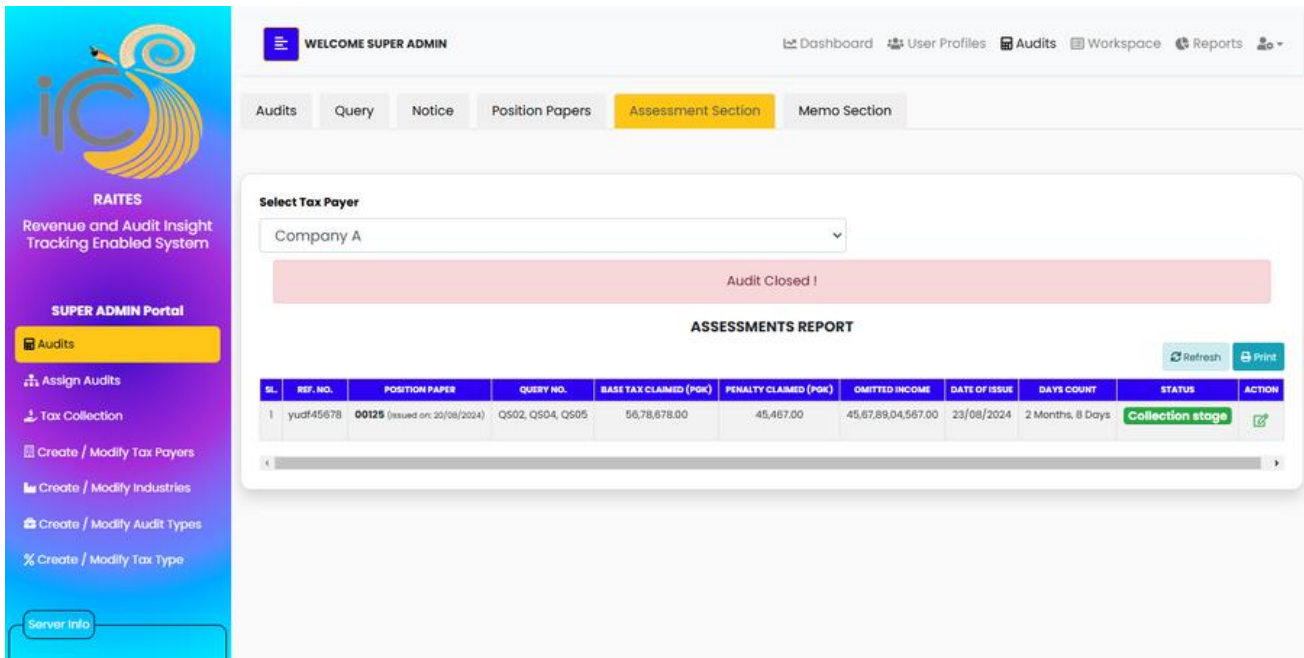 irc
RAITES
Revenue and Audit Insight
Tracking Enabled System
SUPER ADMIN Portal
Audits
Assign Audits
Tax Collection
Create / Modify Tax Payers
Create / Modify Industries
Create / Modify Audit Types
Create / Modify Tax Type
Server Info
WELCOME SUPER ADMIN
Dashboard User Profiles Audits Workspace Reports
Audits Query Notice Position Papers Assessment Section Memo Section
Select Tax Payer
Company A
Audit Closed !
ASSESSMENTS REPORT
Refresh Print
SL. REF. NO. POSITION PAPER QUERY NO. BASE TAX CLAIMED (PGK) PENALTY CLAIMED (PGK) OMITTED INCOME DATE OF ISSUE DAYS COUNT STATUS ACTION
1 yudf45678 00125 (Issued on: 20/08/2024) QS02, QS04, QS05 56,78,678.00 45,467.00 45,67,89,04,567.00 23/08/2024 2 Months, 8 Days Collection stage